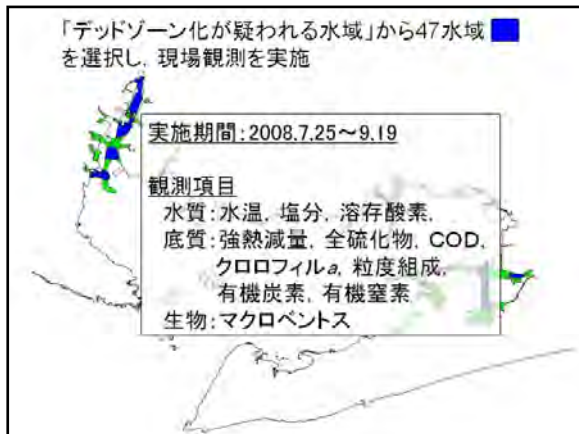 「デッドゾーン化が疑われる水域」から47水域
を選択し，現場観測を実施
実施期間：2008.7.25～9.19
観測項目
水質：水温，塩分，溶存酸素，
底質：強熱減量，全硫化物，COD，
クロロフィルa，粒度組成，
有機炭素，有機窒素
生物：マクロベントス